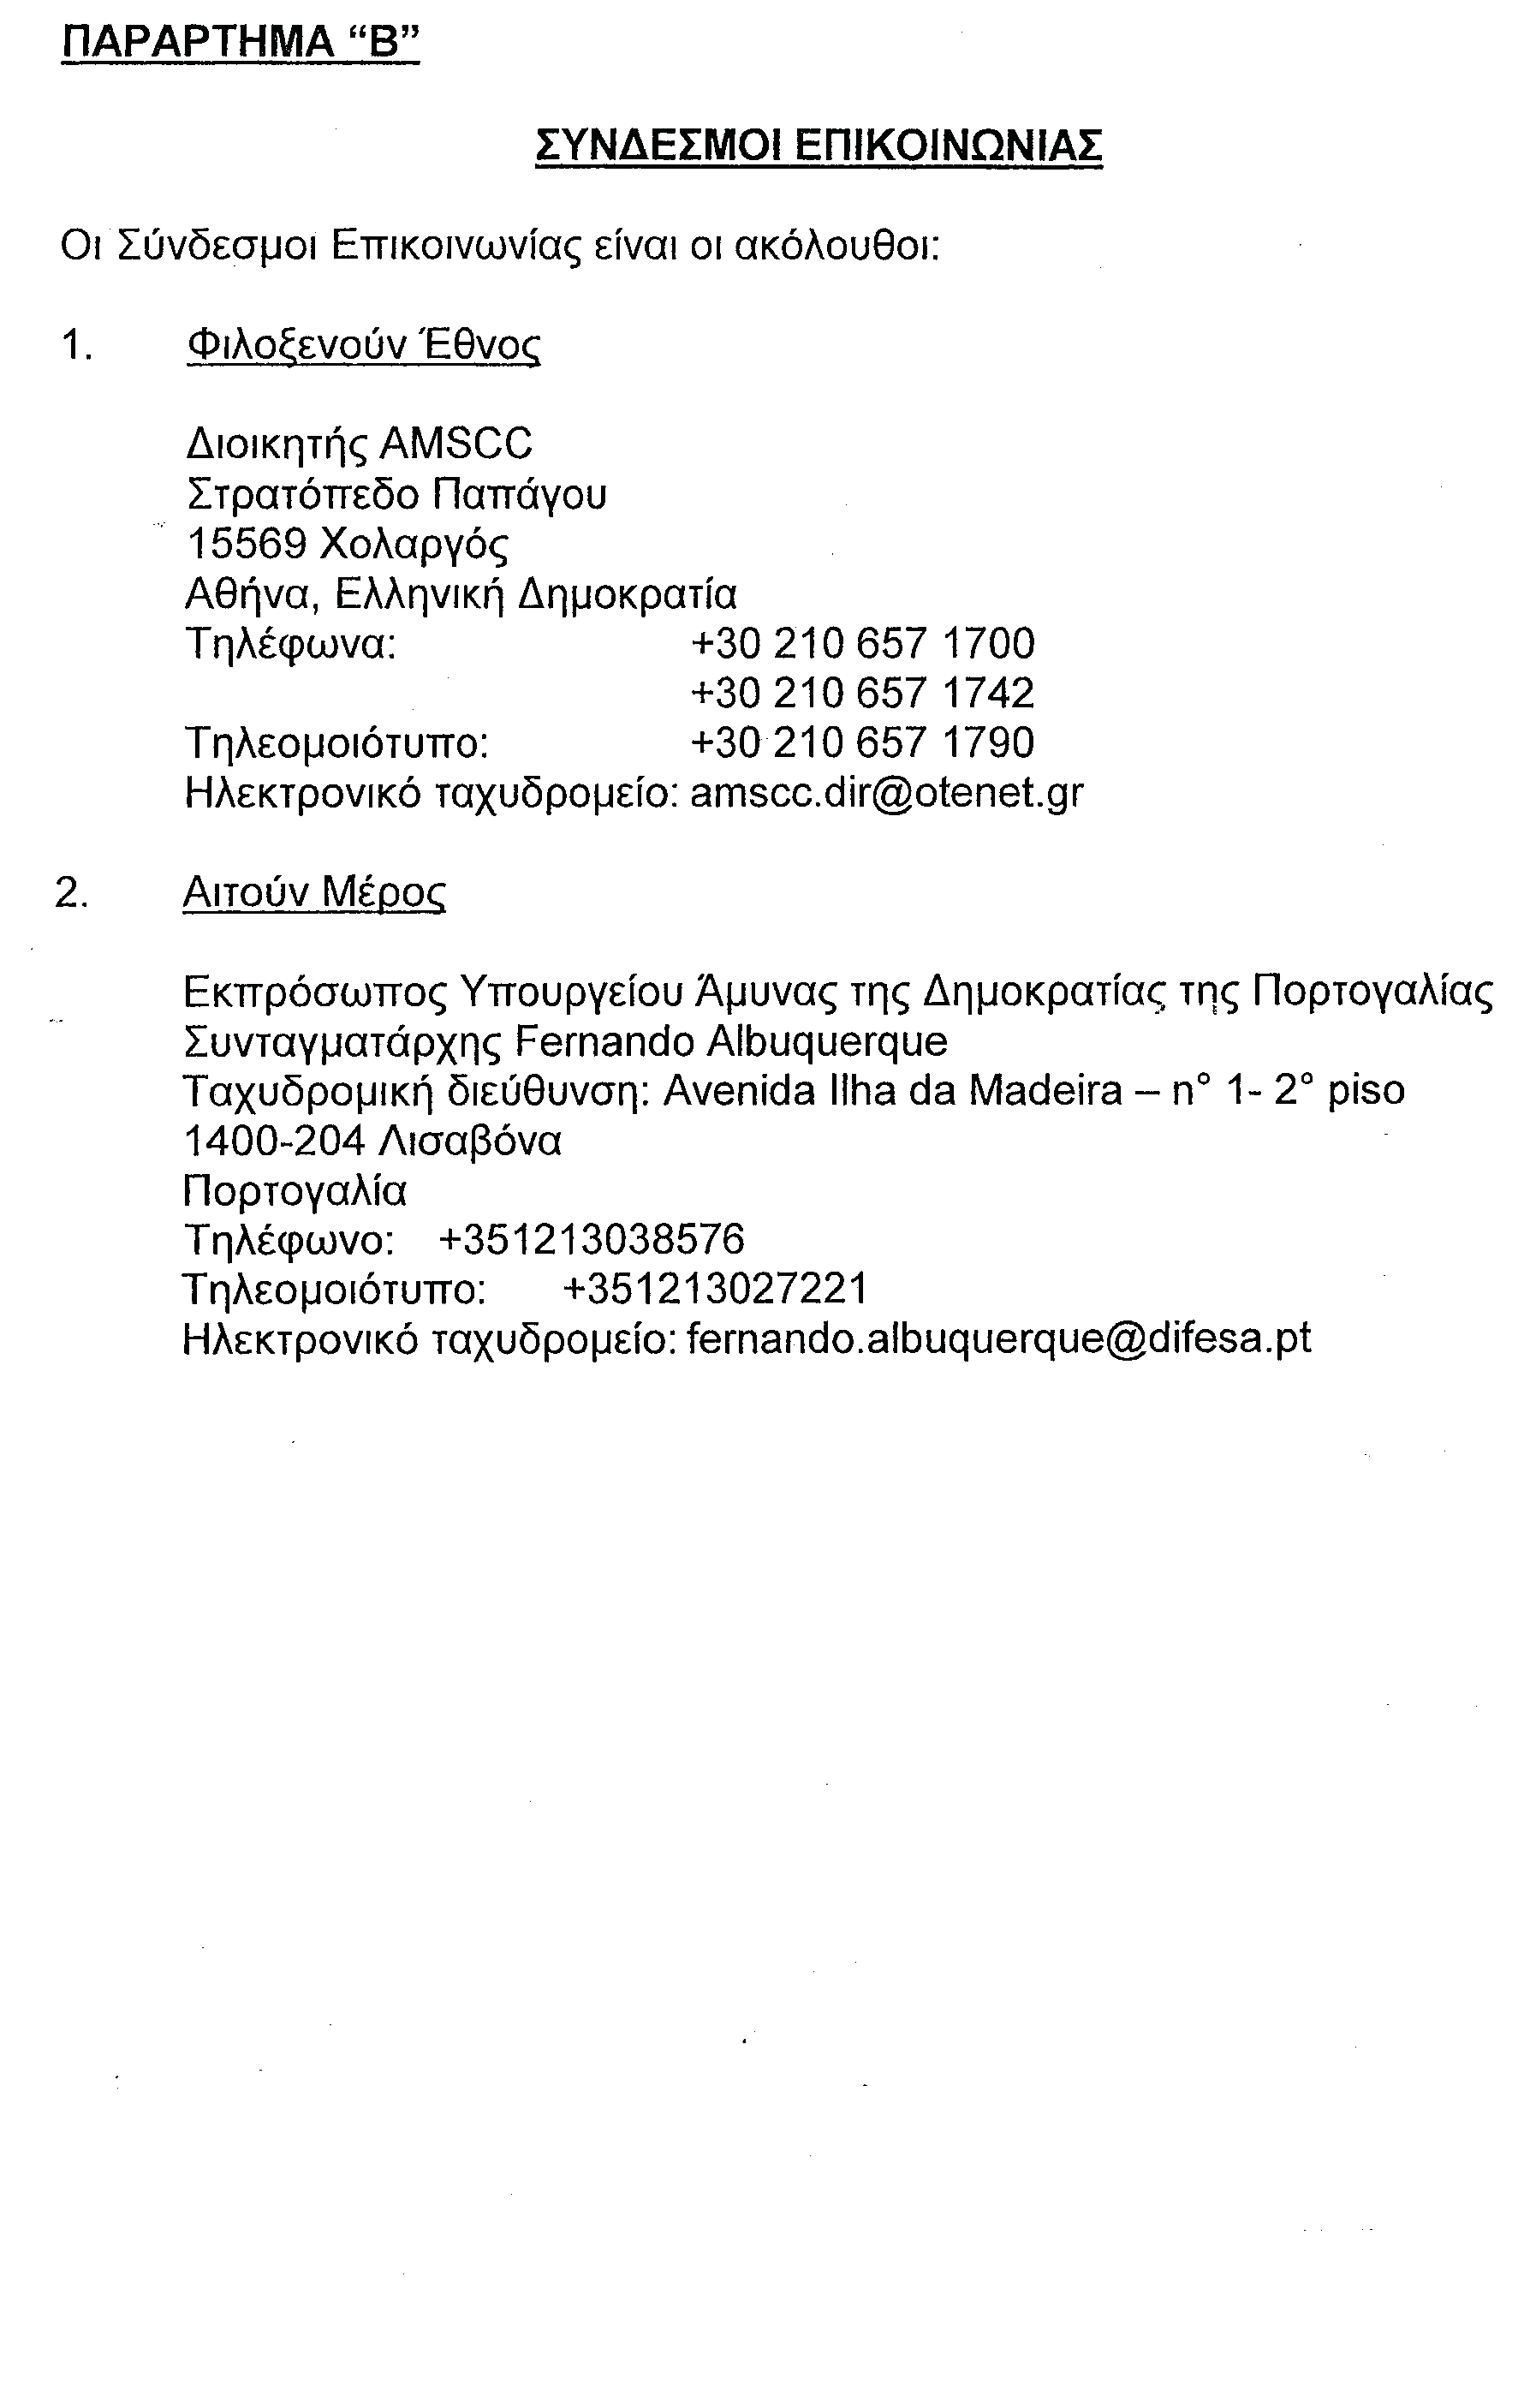 ΠΑΡΑΡΤΗΜΑ “Β”
ΣΥΝΔΕΣΜΟΙ ΕΠΙΚΟΙΝΩΝΙΑΣ
Οι Σύνδεσμοι Επικοινωνίας είναι οι ακόλουθοι:
1. Φιλοξενούν Έθνος
Διοικητής AMSCC
Στρατόπεδο Παπάγου
15569 Χολαργός
Αθήνα, Ελληνική Δημοκρατία
Τηλέφωνα: +30 210 657 1700
+30 210 657 1742
Τηλεομοιότυπο: +30 210 657 1790
Ηλεκτρονικό ταχυδρομείο: amscc.dir@otenet.gr
2. Αιτούν Μέρος
Εκπρόσωπος Υπουργείου Άμυνας της Δημοκρατίας της Πορτογαλίας
Συνταγματάρχης Fernando Albuquerque
Ταχυδρομική διεύθυνση: Avenida Ilha da Madeira – n° 1- 2° piso
1400-204 Λισαβόνα
Πορτογαλία
Τηλέφωνο: +351213038576
Τηλεομοιότυπο: +351213027221
Ηλεκτρονικό ταχυδρομείο: fernando.albuquerque@difesa.pt